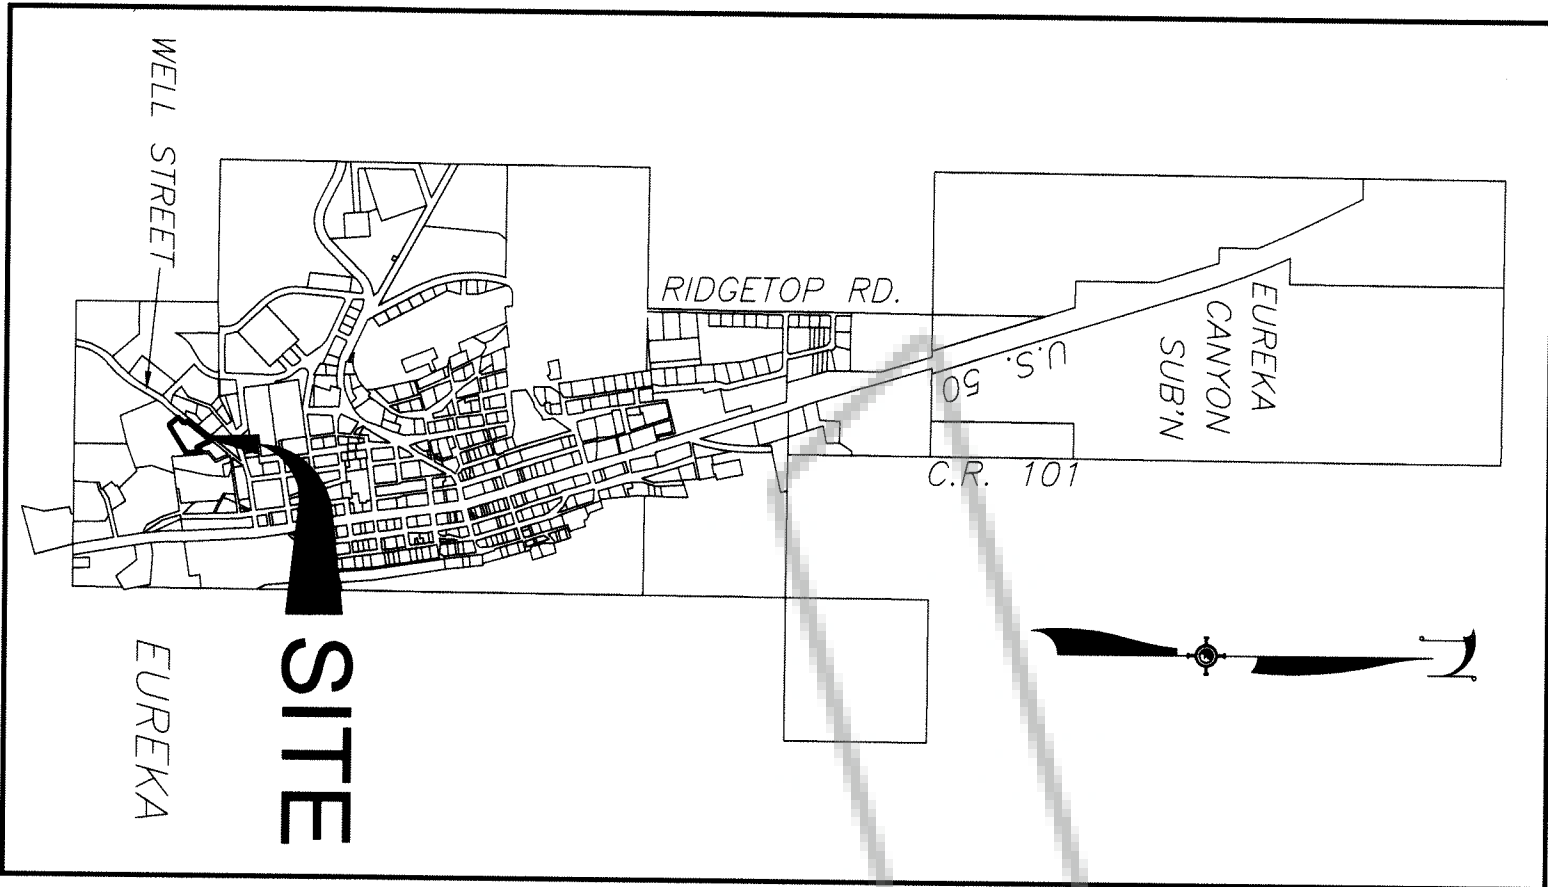 WELL STREET
RIDGETOP RD.
U.S. 50
EUREKA
CANYON
SUB'N
C.R. 101
SITE
EUREKA